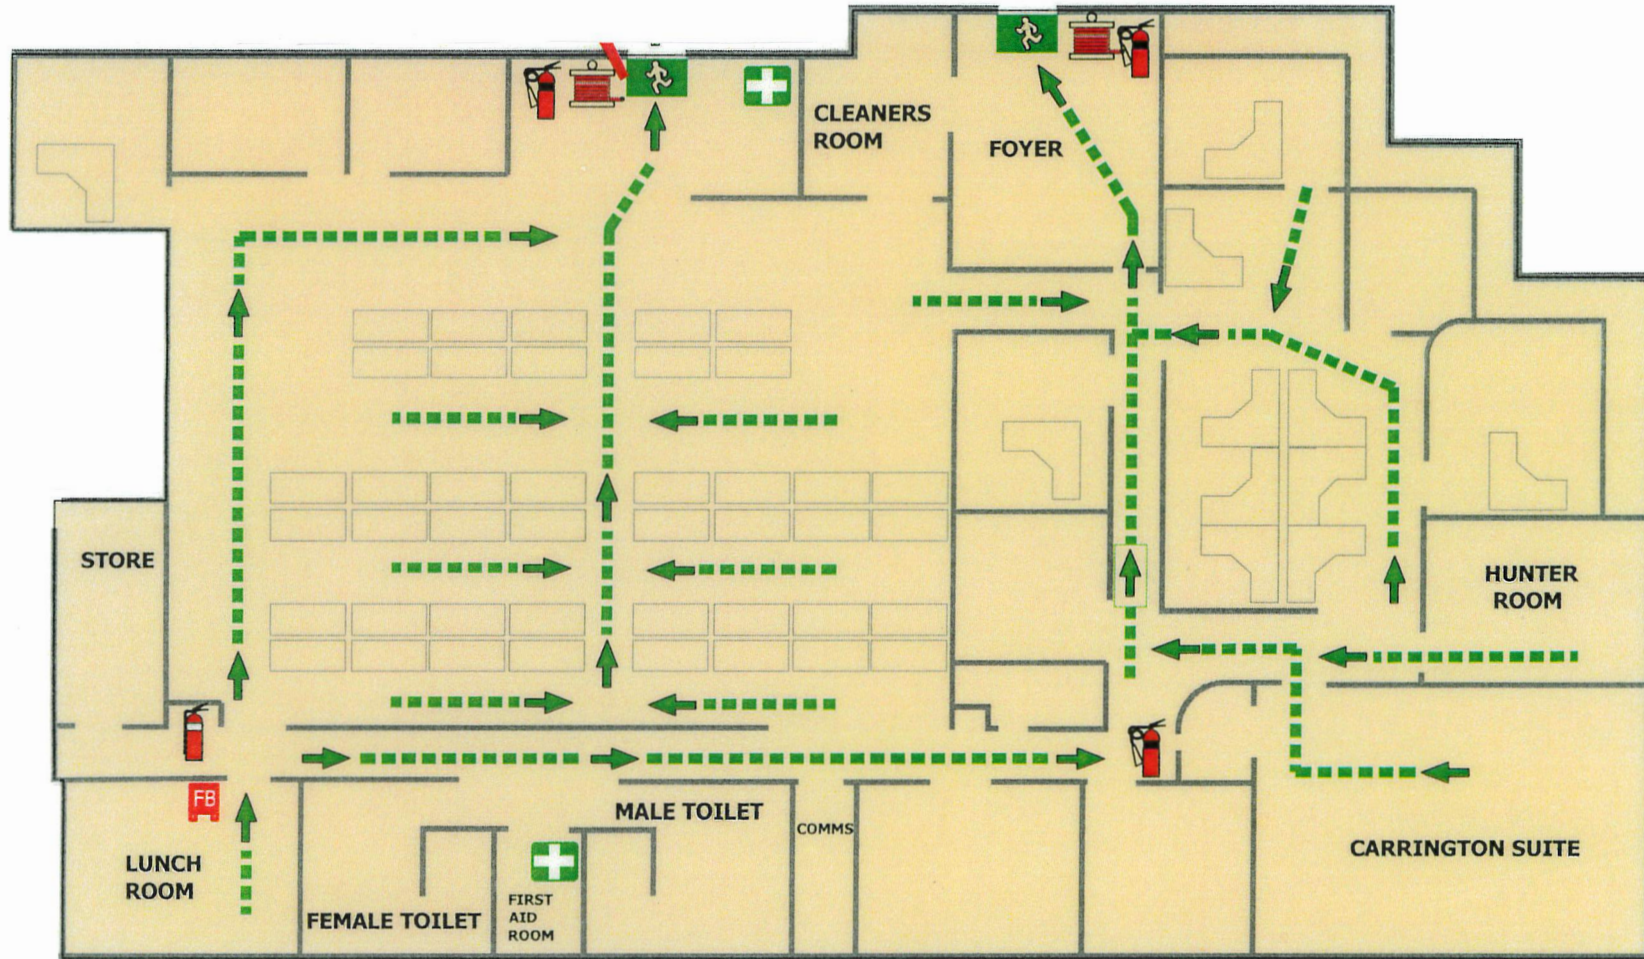 CLEANERS
ROOM
FOYER
STORE
HUNTER
ROOM
FB
MALE TOILET
COMMS
LUNCH
ROOM
FEMALE TOILET
FIRST
AID
ROOM
CARRINGTON SUITE